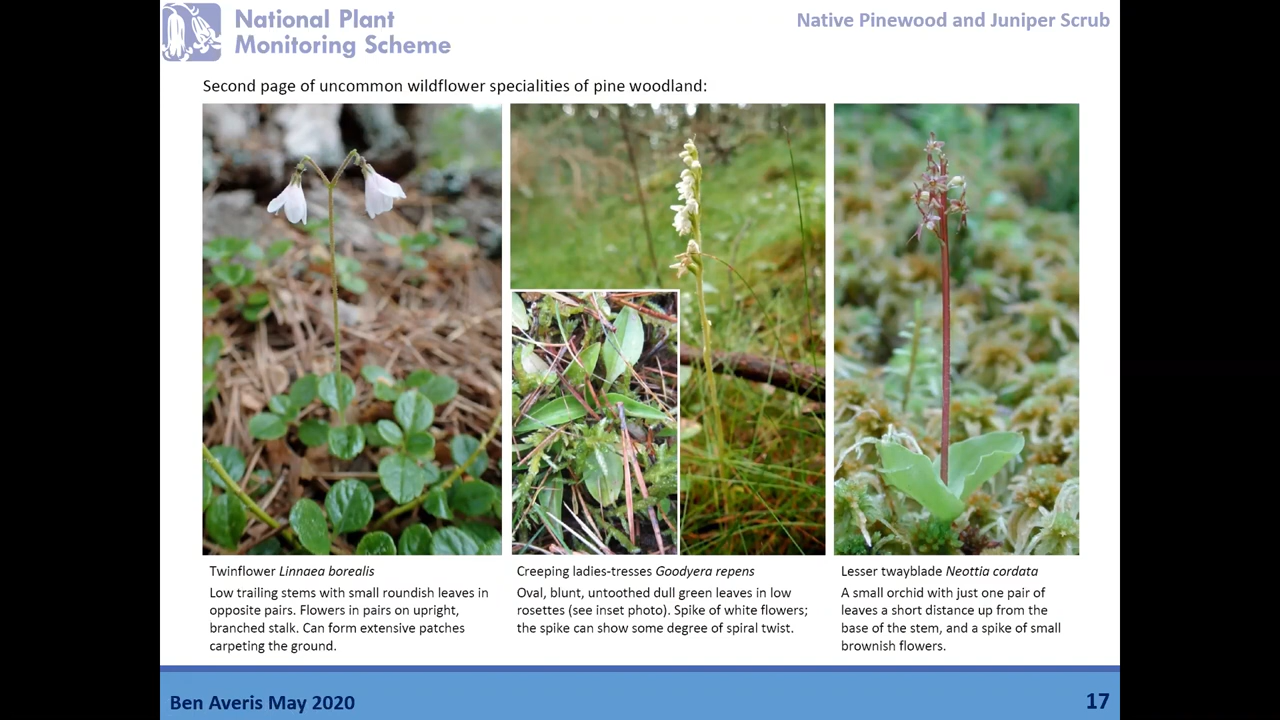 National Plant
Monitoring Scheme
Native Pinewood and Juniper Scrub
Second page of uncommon wildflower specialities of pine woodland:
Twinflower Linnaea borealis
Low trailing stems with small roundish leaves in
opposite pairs. Flowers in pairs on upright,
branched stalk. Can form extensive patches
carpeting the ground.
Creeping ladies-tresses Goodyera repens
Oval, blunt, untoothed dull green leaves in low
rosettes (see inset photo). Spike of white flowers;
the spike can show some degree of spiral twist.
Lesser twayblade Neottia cordata
A small orchid with just one pair of
leaves a short distance up from the
base of the stem, and a spike of small
brownish flowers.
Ben Averis May 2020
17